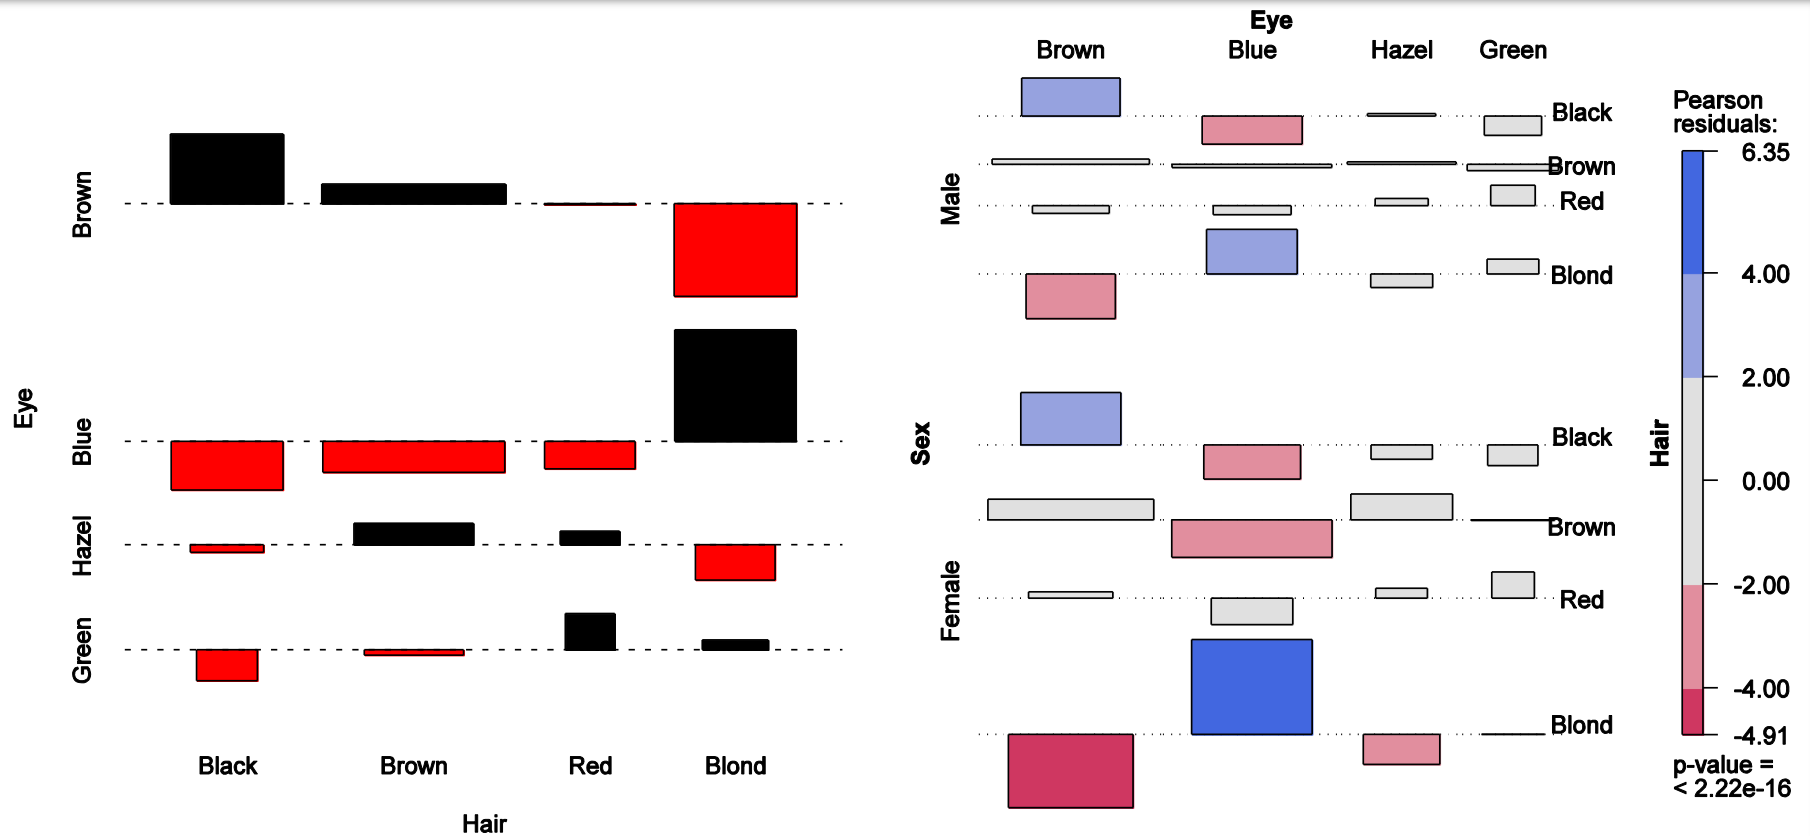 Eye
Brown
Blue
Hazel
Green
Black Brown Red Blond
Hair
Eye
Brown Blue Hazel Green
Sex
Male
Black
Brown
Red
Blond
Female
Black
Brown
Red
Blond
Hair
Pearson
residuals:
6.35
4.00
2.00
0.00
-2.00
-4.00
-4.91
p-value =
< 2.22e-16